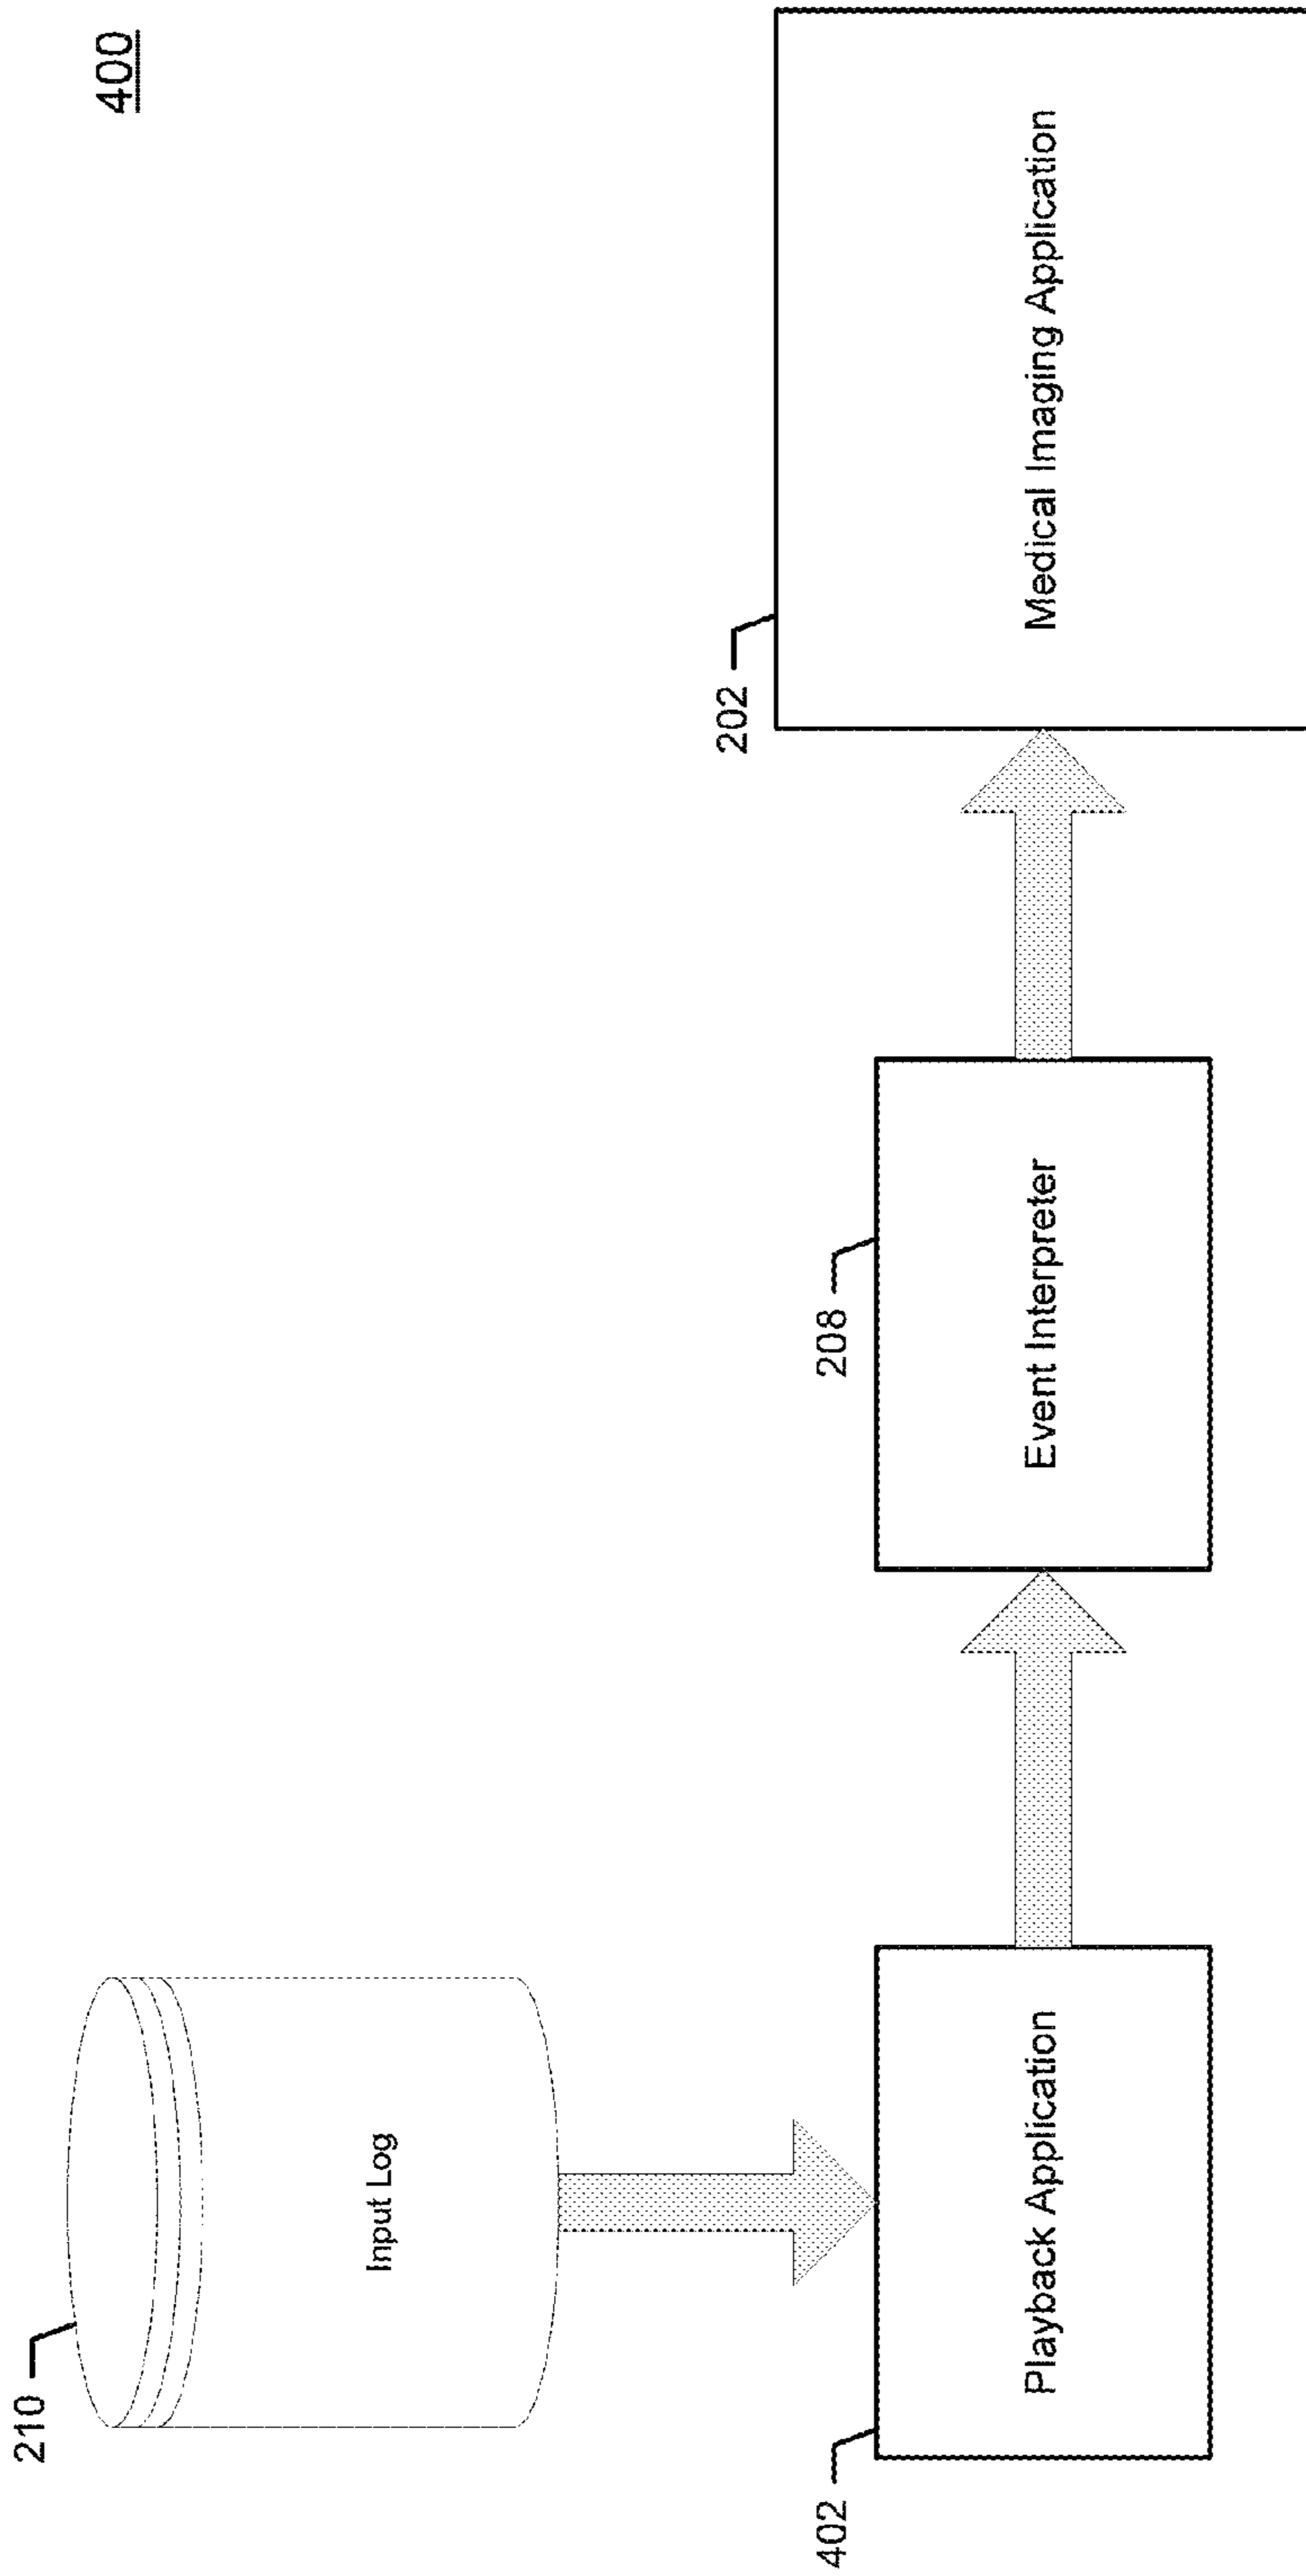 400
210
Input Log
402
Playback Application
208
Event Interpreter
202
Medical Imaging Application